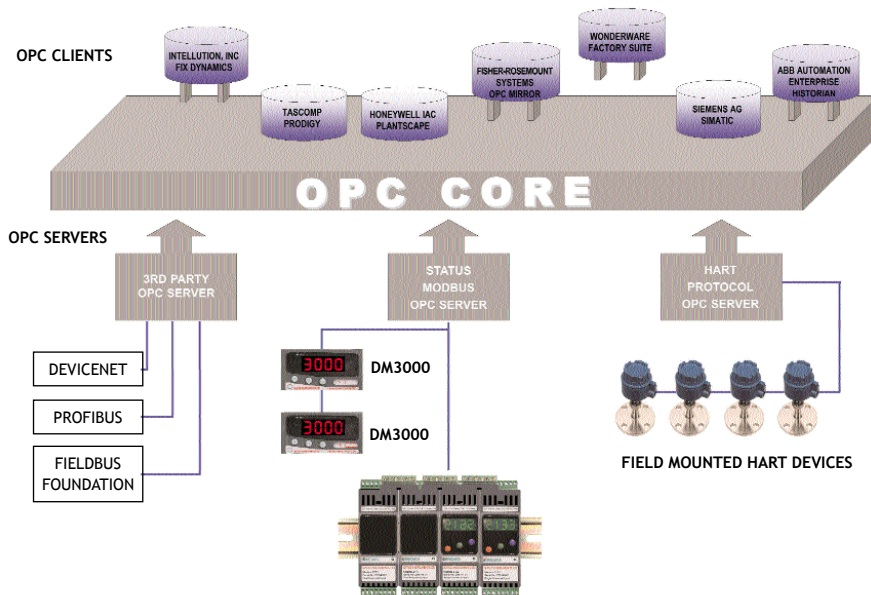 OPC CLIENTS
INTELLUTION, INC
FIX DYNAMICS
TASCOMP
PRODIGY
HONEYWELL IAC
PLANTSCAPE
FISHER-ROSEMOUNT
SYSTEMS
OPC MIRROR
WONDERWARE
FACTORY SUITE
SIEMENS AG
SIMATIC
ABB AUTOMATION
ENTERPRISE
HISTORIAN
OPC CORE
OPC SERVERS
3RD PARTY
OPC SERVER
STATUS
MODBUS
OPC SERVER
HART
PROTOCOL
OPC SERVER
DEVICENET
PROFIBUS
FIELDBUS
FOUNDATION
3000
DM3000
3000
DM3000
FIELD MOUNTED HART DEVICES